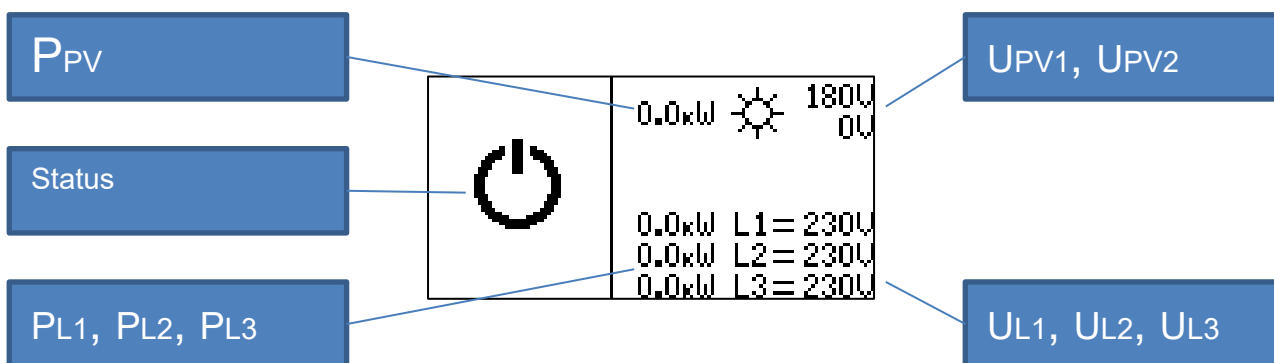 PPV
UPV1, UPV2
0.0kW 180V
0V
Status
0.0kW L1=230V
0.0kW L2=230V
0.0kW L3=230V
PL1, PL2, PL3
UL1, UL2, UL3